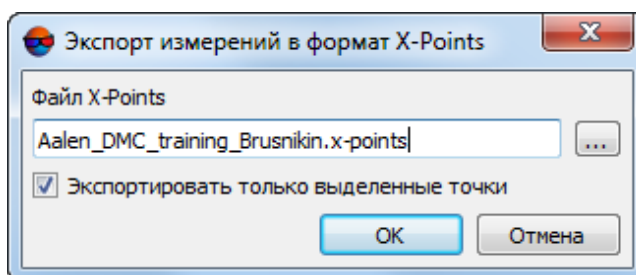 Экспорт измерений в формат X-Points
Файл X-Points
Aalen_DMC_training_Brusnikin.x-points
...
Экспортировать только выделенные точки
OK
Отмена